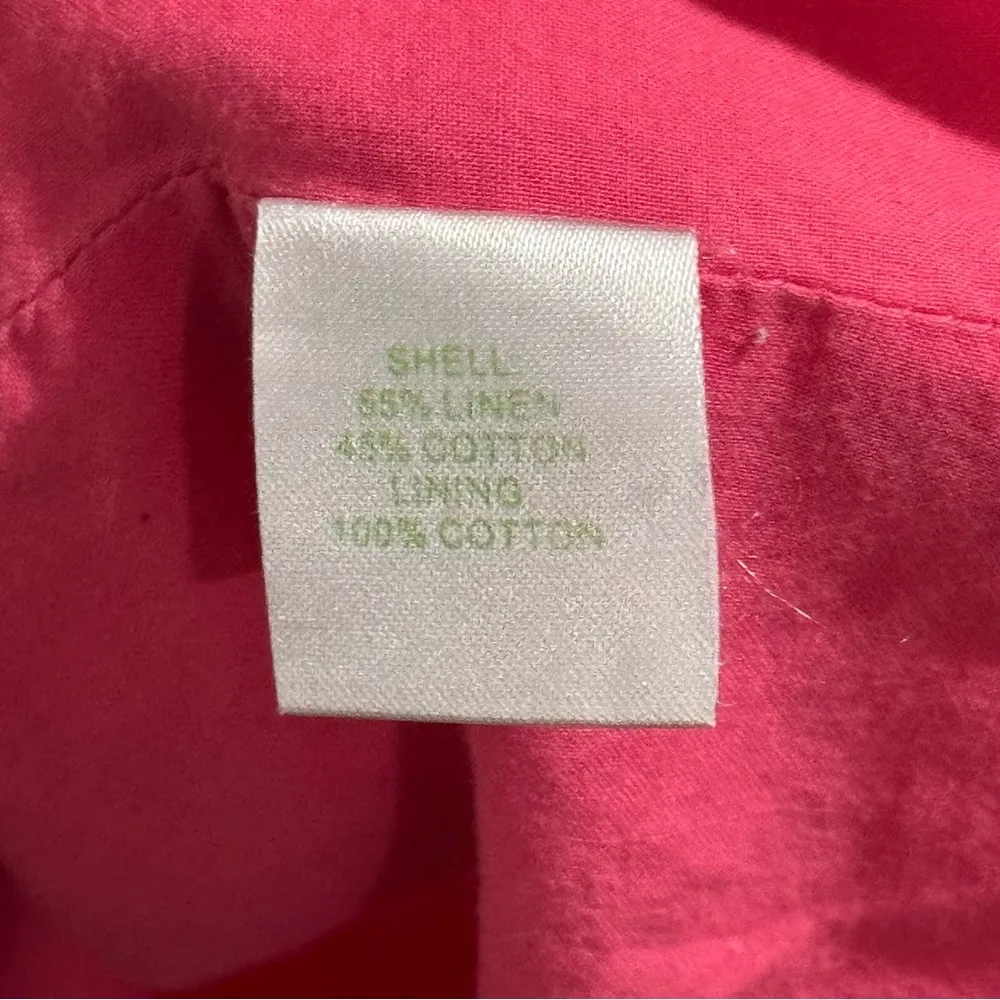 SHELL
55% LINEN
45% COTTON
LINING
100% COTTON